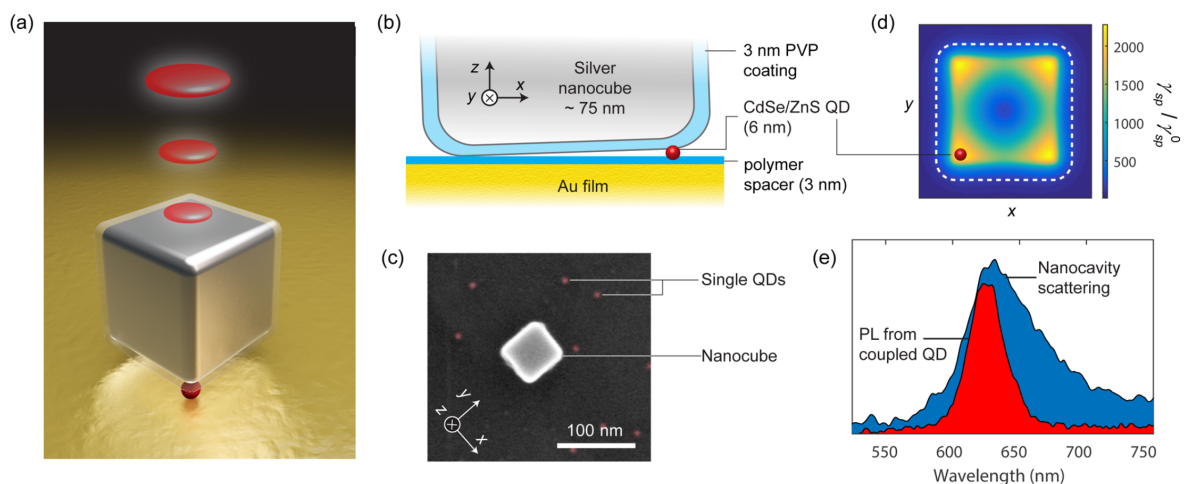 (a)
(b)
z
y
x
Silver
nanocube
~ 75 nm
3 nm PVP
coating
CdSe/ZnS QD
(6 nm)
polymer
spacer (3 nm)
Au film
(c)
Single QDs
Nanocube
y
z
x
100 nm
(d)
y
x
2000
1500
1000
500
γsp / γ⁰sp
(e)
Nanocavity
scattering
PL from
coupled QD
550 600 650 700 750
Wavelength (nm)